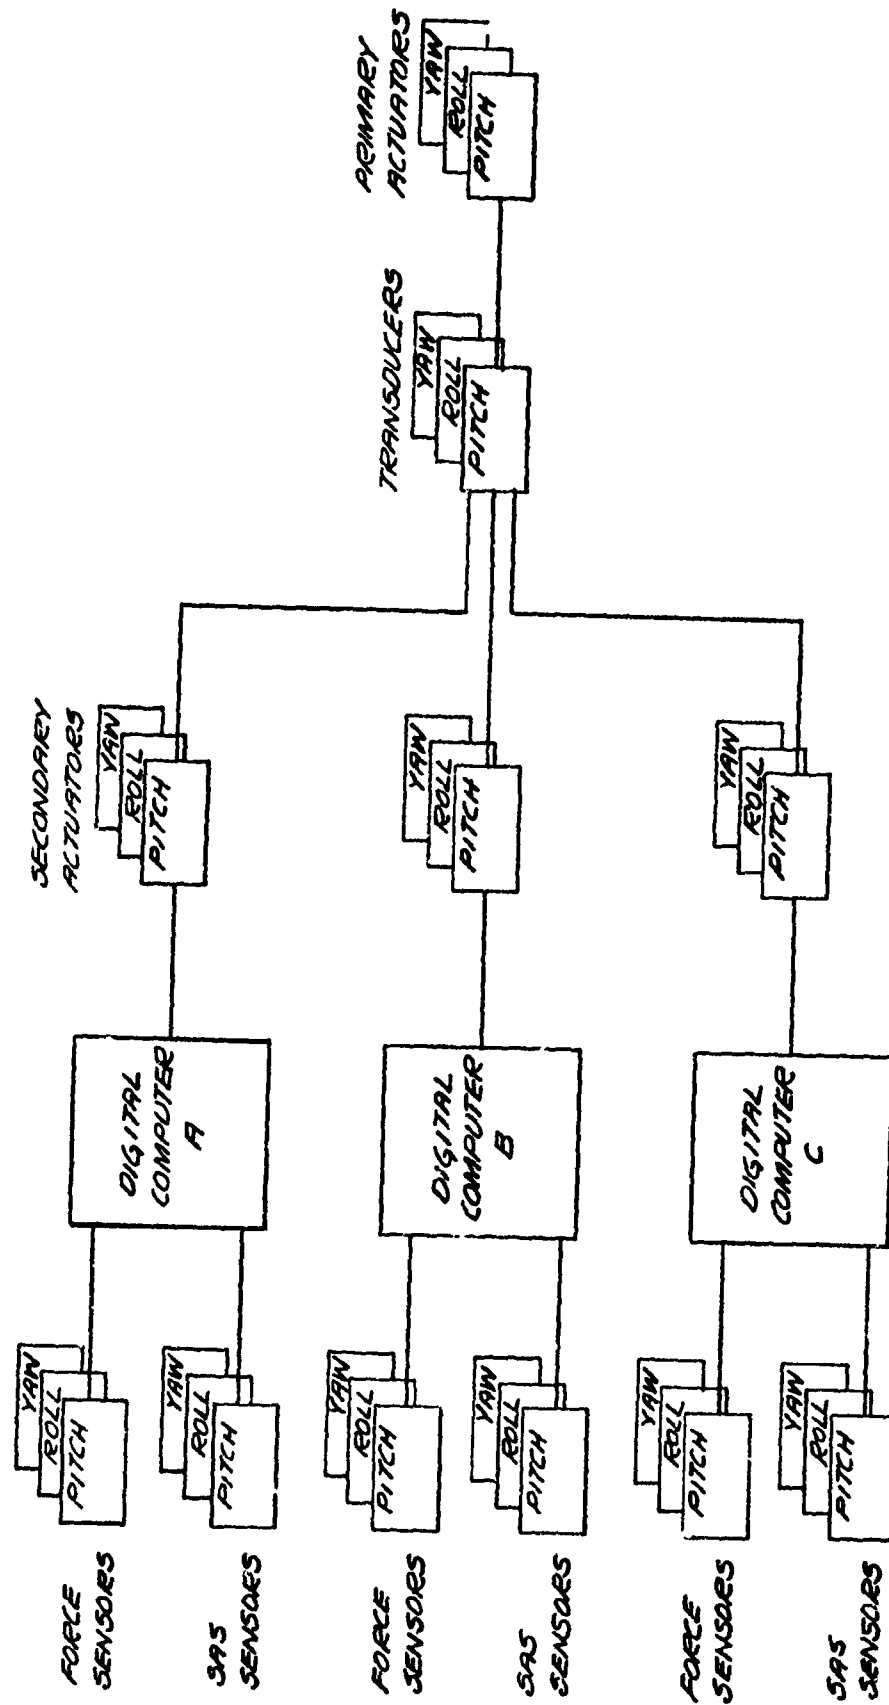 FORCE
SENSORS
YAW
ROLL
PITCH
SAS
SENSORS
YAW
ROLL
PITCH
DIGITAL
COMPUTER
A
SECONDARY
ACTUATORS
YAW
ROLL
PITCH
FORCE
SENSORS
YAW
ROLL
PITCH
SAS
SENSORS
YAW
ROLL
PITCH
DIGITAL
COMPUTER
B
YAW
ROLL
PITCH
TRANSDUCERS
YAW
ROLL
PITCH
PRIMARY
ACTUATORS
YAW
ROLL
PITCH
FORCE
SENSORS
YAW
ROLL
PITCH
SAS
SENSORS
YAW
ROLL
PITCH
DIGITAL
COMPUTER
C
YAW
ROLL
PITCH